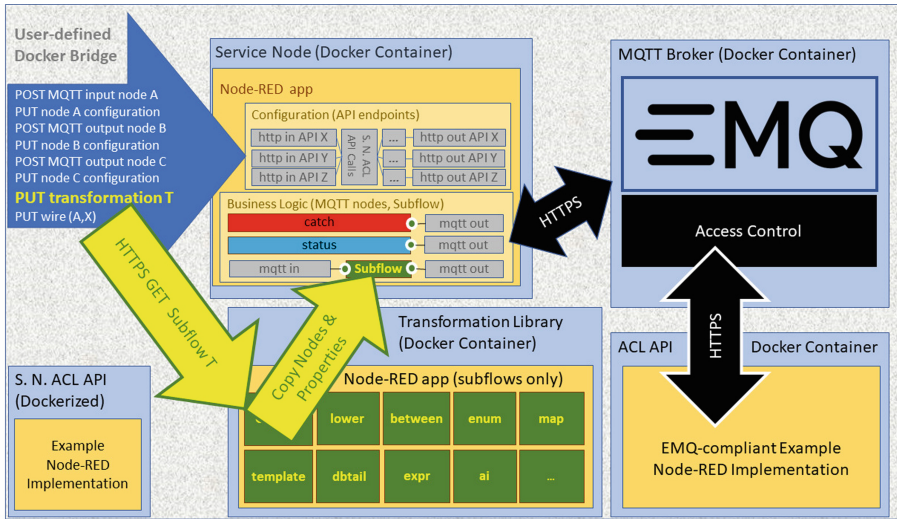 User-defined
Docker Bridge
POST MQTT input node A
PUT node A configuration
POST MQTT output node B
PUT node B configuration
POST MQTT output node C
PUT node C configuration
PUT transformation T
PUT wire (A,X)
Service Node (Docker Container)
Node-RED app
Configuration (API endpoints)
http in API X
http in API Y
http in API Z
S. N. ACL
API Calls
...
...
...
http out API X
http out API Y
http out API Z
Business Logic (MQTT nodes, Subflow)
catch
mqtt out
status
mqtt out
mqtt in
Subflow
mqtt out
HTTPS
MQTT Broker (Docker Container)
EMQ
Access Control
HTTPS
HTTPS GET Subflow T
Copy Nodes &
Properties
Transformation Library
(Docker Container)
Node-RED app (subflows only)
lower
between
enum
map
template
dbtail
expr
ai
...
S. N. ACL API
(Dockerized)
Example
Node-RED
Implementation
ACL API
Docker Container
EMQ-compliant Example
Node-RED Implementation